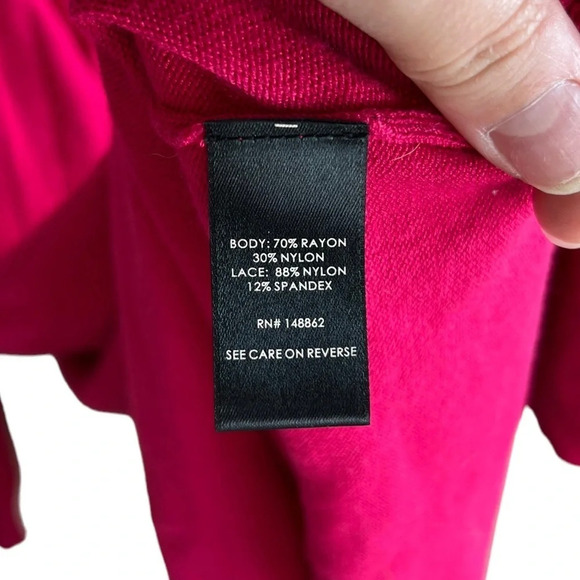 BODY: 70% RAYON
30% NYLON
LACE: 88% NYLON
12% SPANDEX
RN# 148862
SEE CARE ON REVERSE